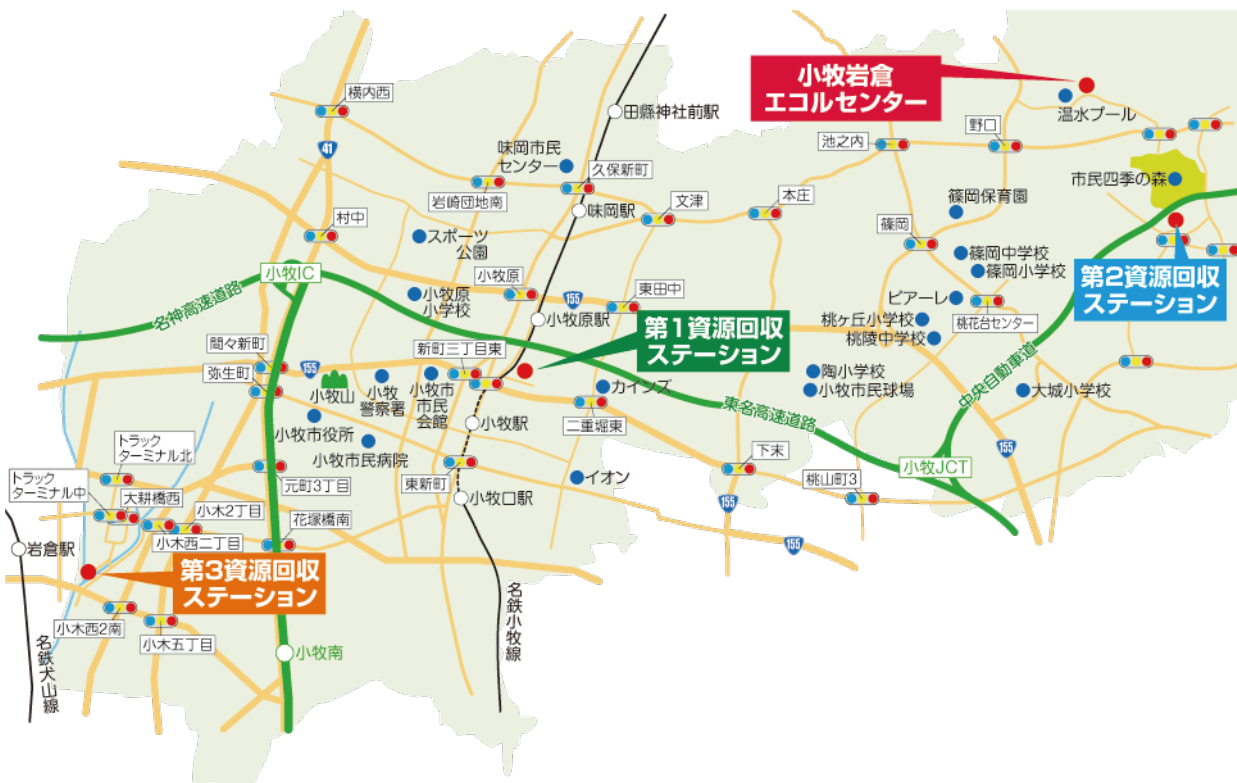 小牧岩倉
エコルセンター
温水プール
横内西
41
田縣神社前駅
池之内
野口
味岡市民
センター
久保新町
岩崎団地南
味岡駅
文津
本庄
市民四季の森
篠岡保育園
村中
スポーツ
公園
篠岡
篠岡中学校
篠岡小学校
第2資源回収
ステーション
小牧IC
小牧原
155
東田中
小牧原
小学校
小牧原駅
ピアーレ
桃花台センター
名神高速道路
第1資源回収
ステーション
桃ヶ丘小学校
桃陵中学校
間々新町
弥生町
155
小牧山
小牧
警察署
新町三丁目東
小牧市
市民
会館
カインズ
陶小学校
小牧市民球場
中央自動車道
大城小学校
小牧市役所
小牧市民病院
小牧駅
二重堀東
東名高速道路
155
トラック
ターミナル北
トラック
ターミナル中
大耕橋西
小木2丁目
小木西二丁目
元町3丁目
花塚橋南
東新町
小牧口駅
イオン
下末
155
桃山町3
小牧JCT
155
岩倉駅
第3資源回収
ステーション
小木西2南
小木五丁目
小牧南
名鉄犬山線
名鉄小牧線